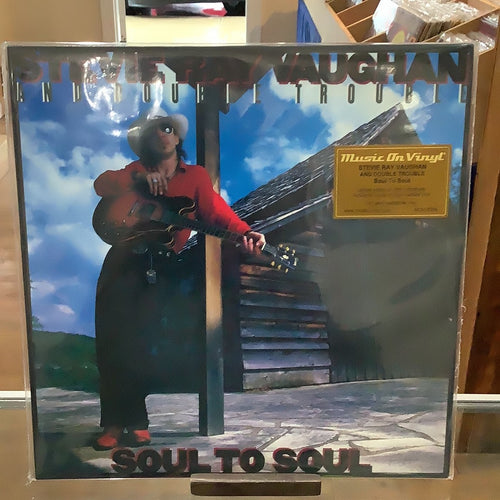 STEVIE RAY VAUGHAN
AND DOUBLE TROUBLE
Music On Vinyl
STEVIE RAY VAUGHAN
AND DOUBLE TROUBLE
Soul To Soul
SOUL TO SOUL